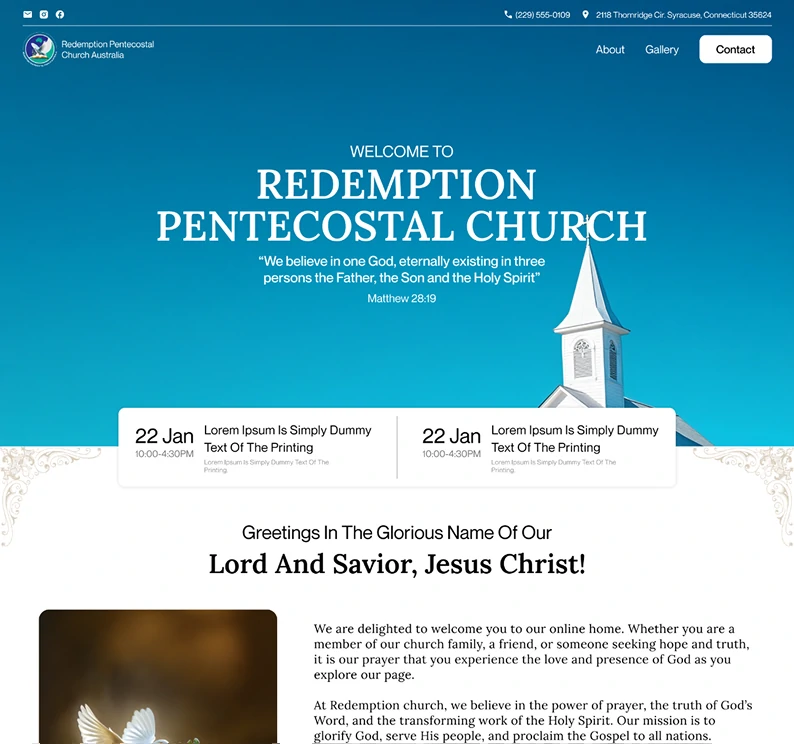 (229) 555-0109
2118 Thornridge Cir. Syracuse, Connecticut 35624
Redemption Pentecostal
Church Australia
About
Gallery
Contact
WELCOME TO
REDEMPTION
PENTECOSTAL CHURCH
“We believe in one God, eternally existing in three
persons the Father, the Son and the Holy Spirit”
Matthew 28:19
22 Jan
10:00-4:30PM
Lorem Ipsum Is Simply Dummy
Text Of The Printing
Lorem Ipsum Is Simply Dummy Text Of The
Printing.
22 Jan
10:00-4:30PM
Lorem Ipsum Is Simply Dummy
Text Of The Printing
Lorem Ipsum Is Simply Dummy Text Of The
Printing.
Greetings In The Glorious Name Of Our
Lord And Savior, Jesus Christ!
We are delighted to welcome you to our online home. Whether you are a
member of our church family, a friend, or someone seeking hope and truth,
it is our prayer that you experience the love and presence of God as you
explore our page.
At Redemption church, we believe in the power of prayer, the truth of God’s
Word, and the transforming work of the Holy Spirit. Our mission is to
glorify God, serve His people, and proclaim the Gospel to all nations.